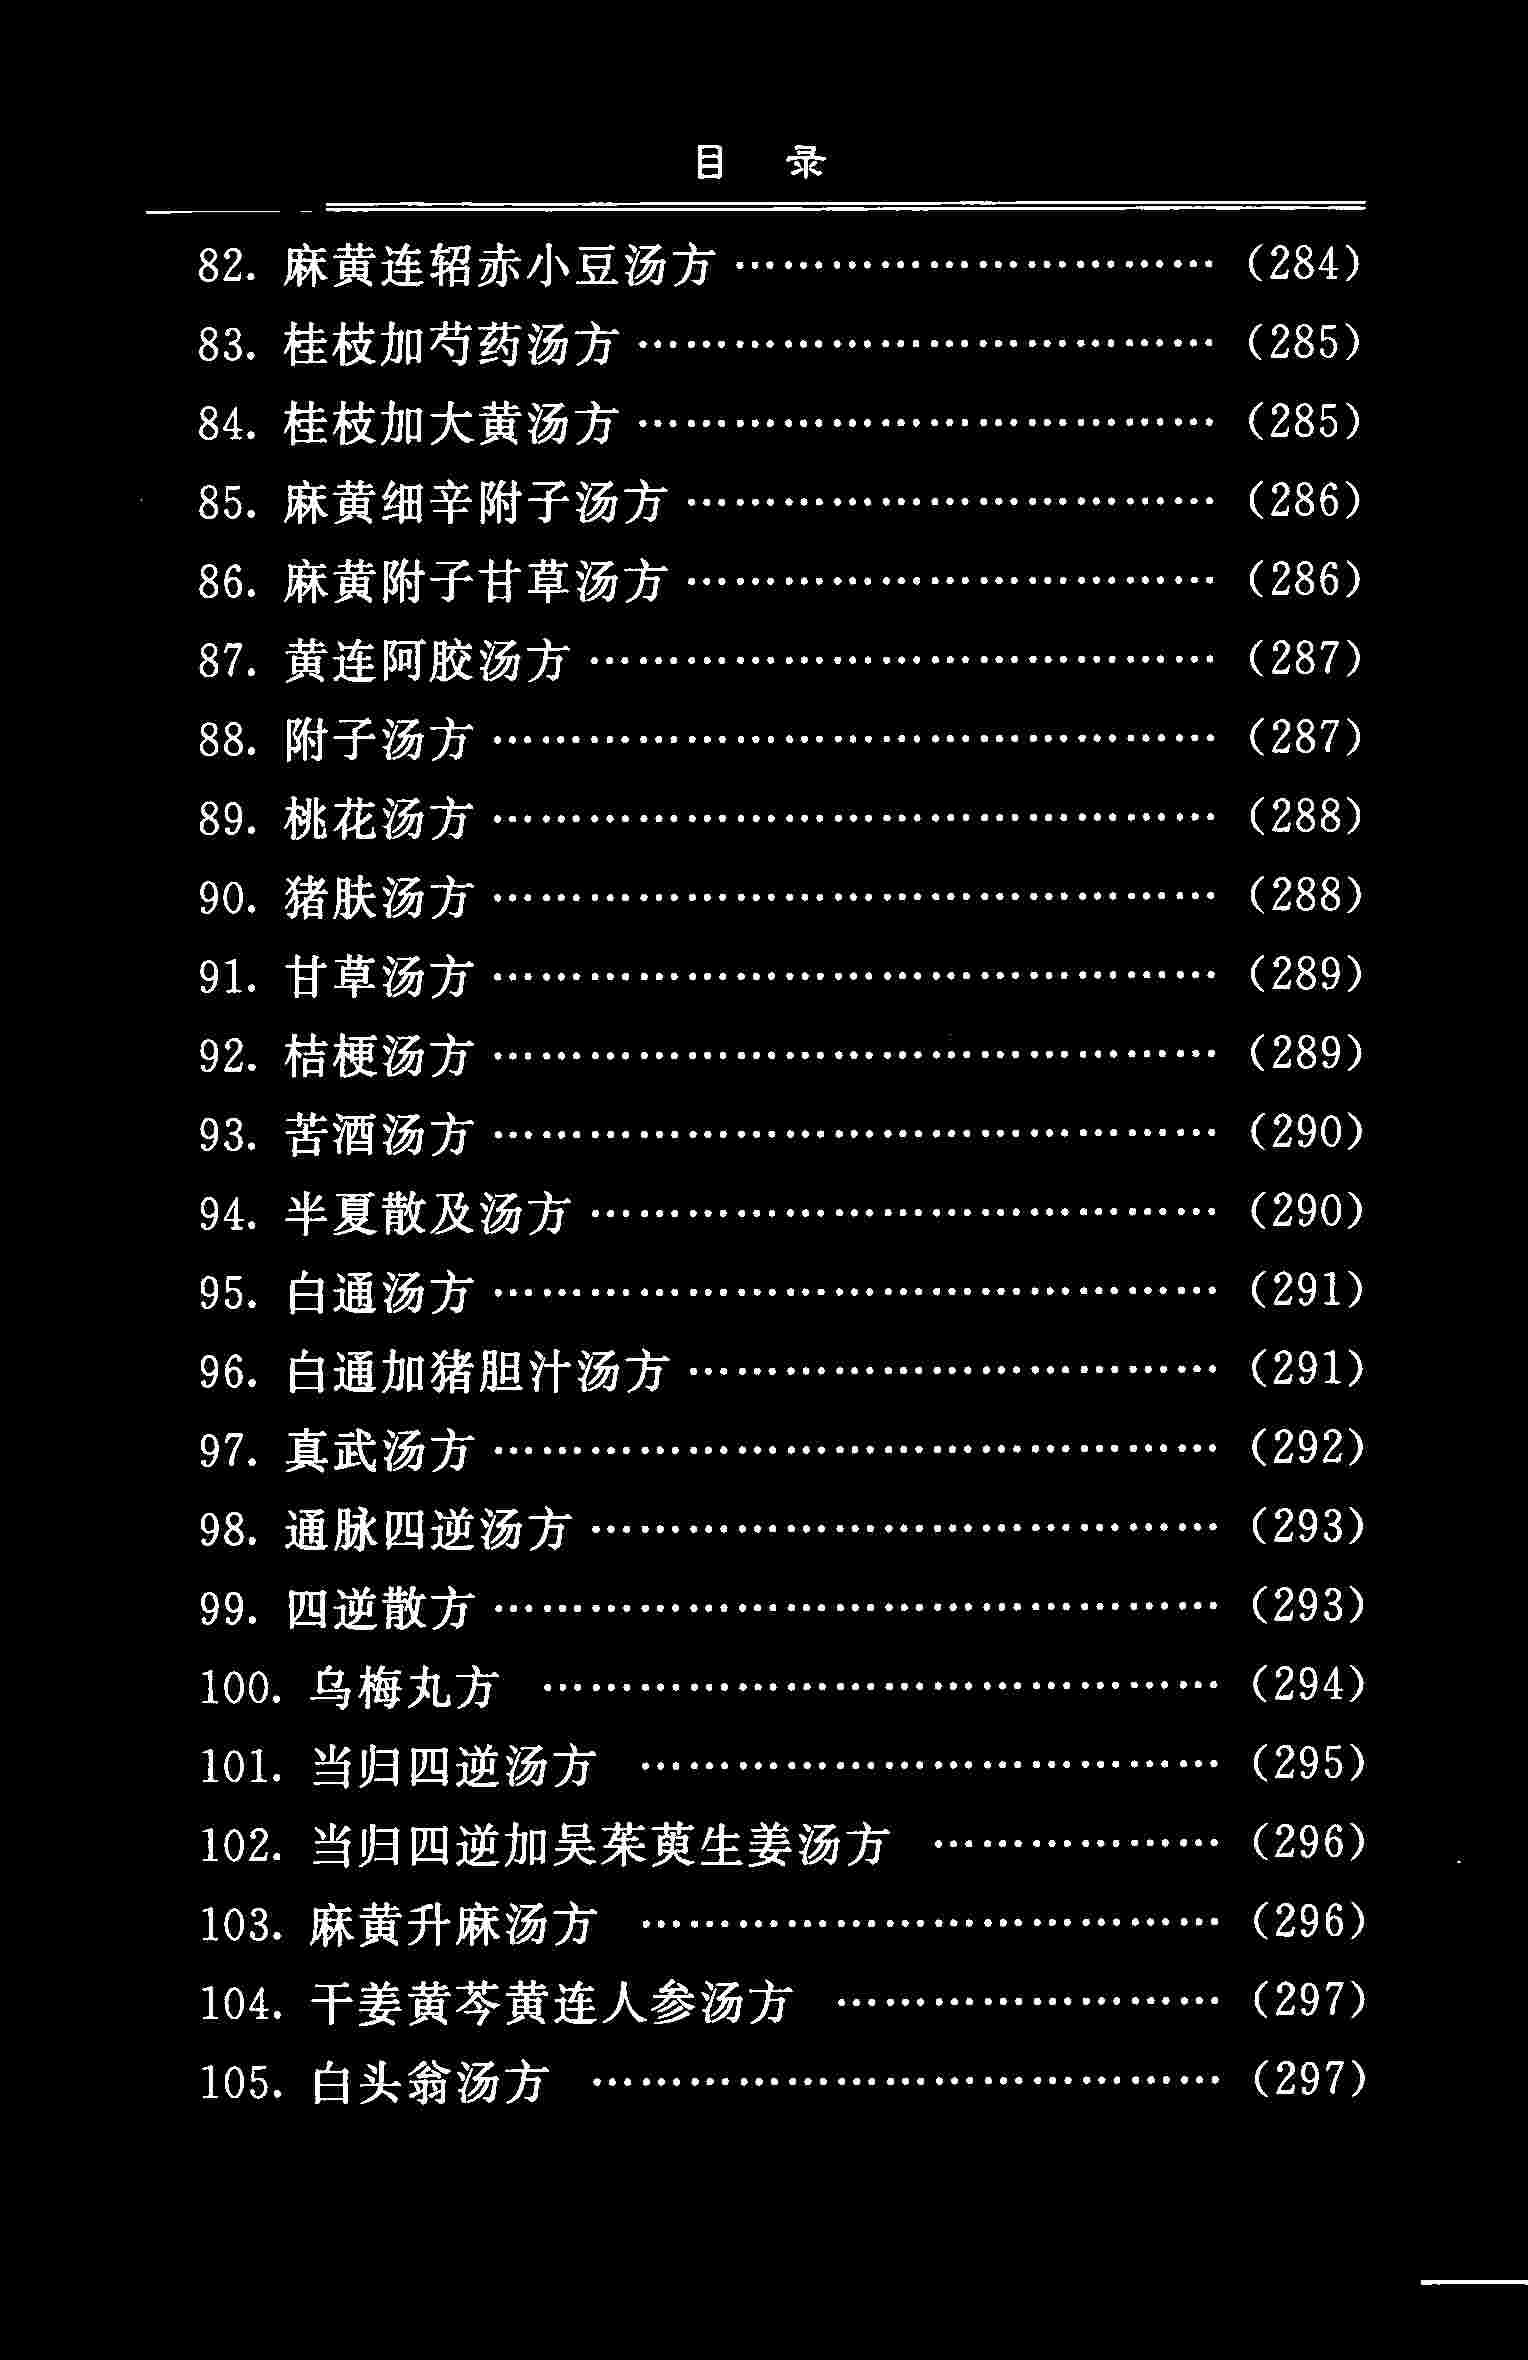 目 录
82. 麻黄连轺赤小豆汤方 …………………………… (284)
83. 桂枝加芍药汤方 ………………………………… (285)
84. 桂枝加大黄汤方 ………………………………… (285)
85. 麻黄细辛附子汤方 ……………………………… (286)
86. 麻黄附子甘草汤方 ……………………………… (286)
87. 黄连阿胶汤方 …………………………………… (287)
88. 附子汤方 ………………………………………… (287)
89. 桃花汤方 ………………………………………… (288)
90. 猪肤汤方 ………………………………………… (288)
91. 甘草汤方 ………………………………………… (289)
92. 桔梗汤方 ………………………………………… (289)
93. 苦酒汤方 ………………………………………… (290)
94. 半夏散及汤方 …………………………………… (290)
95. 白通汤方 ………………………………………… (291)
96. 白通加猪胆汁汤方 ……………………………… (291)
97. 真武汤方 ………………………………………… (292)
98. 通脉四逆汤方 …………………………………… (293)
99. 四逆散方 ………………………………………… (293)
100. 乌梅丸方 ……………………………………… (294)
101. 当归四逆汤方 ………………………………… (295)
102. 当归四逆加吴茱萸生姜汤方 ……………… (296)
103. 麻黄升麻汤方 ………………………………… (296)
104. 干姜黄芩黄连人参汤方 …………………… (297)
105. 白头翁汤方 …………………………………… (297)